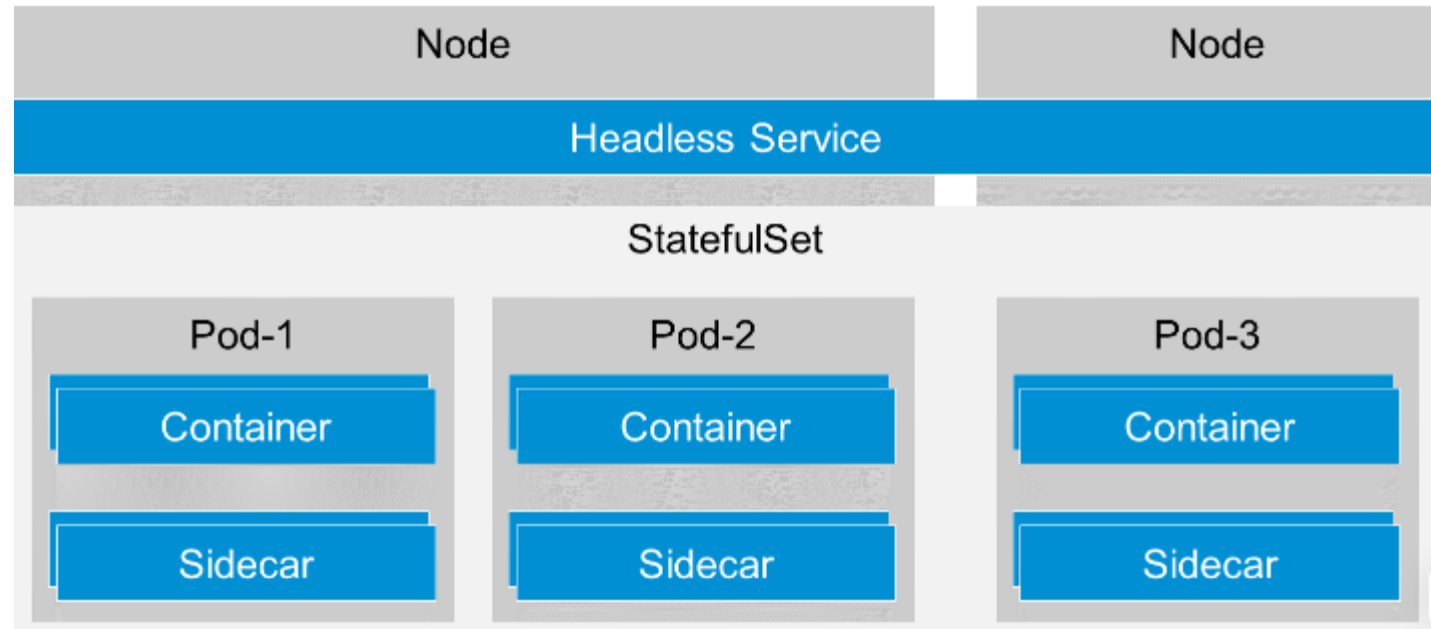 Node
Node
Headless Service
StatefulSet
Pod-1
Pod-2
Pod-3
Container
Container
Container
Sidecar
Sidecar
Sidecar